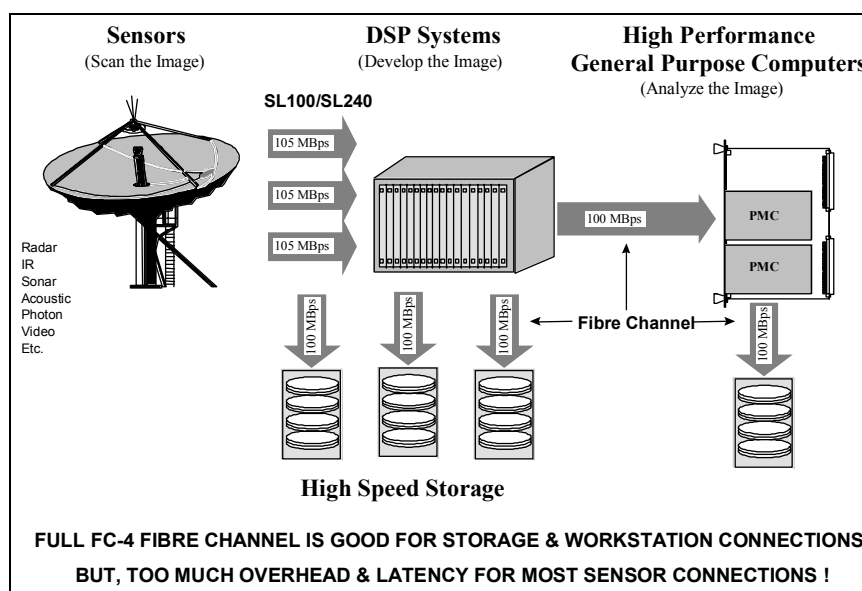 Sensors
(Scan the Image)
DSP Systems
(Develop the Image)
High Performance
General Purpose Computers
(Analyze the Image)
SL100/SL240
105 MBps
105 MBps
105 MBps
100 MBps
PMC
PMC
Radar
IR
Sonar
Acoustic
Photon
Video
Etc.
100 MBps
100 MBps
100 MBps
Fibre Channel
100 MBps
High Speed Storage
FULL FC-4 FIBRE CHANNEL IS GOOD FOR STORAGE & WORKSTATION CONNECTIONS
BUT, TOO MUCH OVERHEAD & LATENCY FOR MOST SENSOR CONNECTIONS !